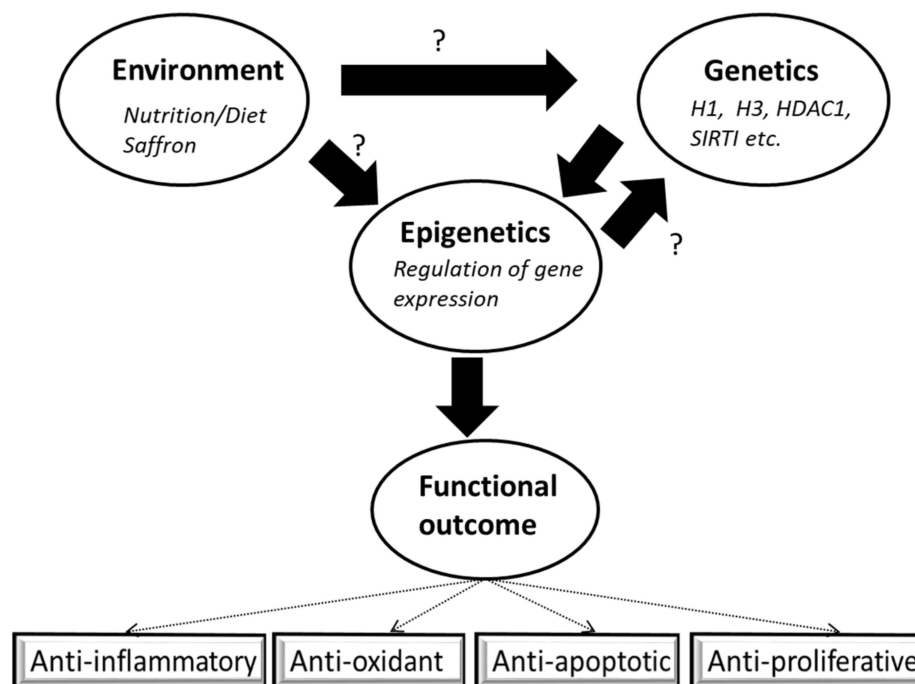 ?
Environment
Nutrition/Diet
Saffron
Genetics
H1, H3, HDAC1,
SIRTI etc.
?
Epigenetics
Regulation of gene
expression
?
Functional
outcome
Anti-inflammatory
Anti-oxidant
Anti-apoptotic
Anti-proliferative